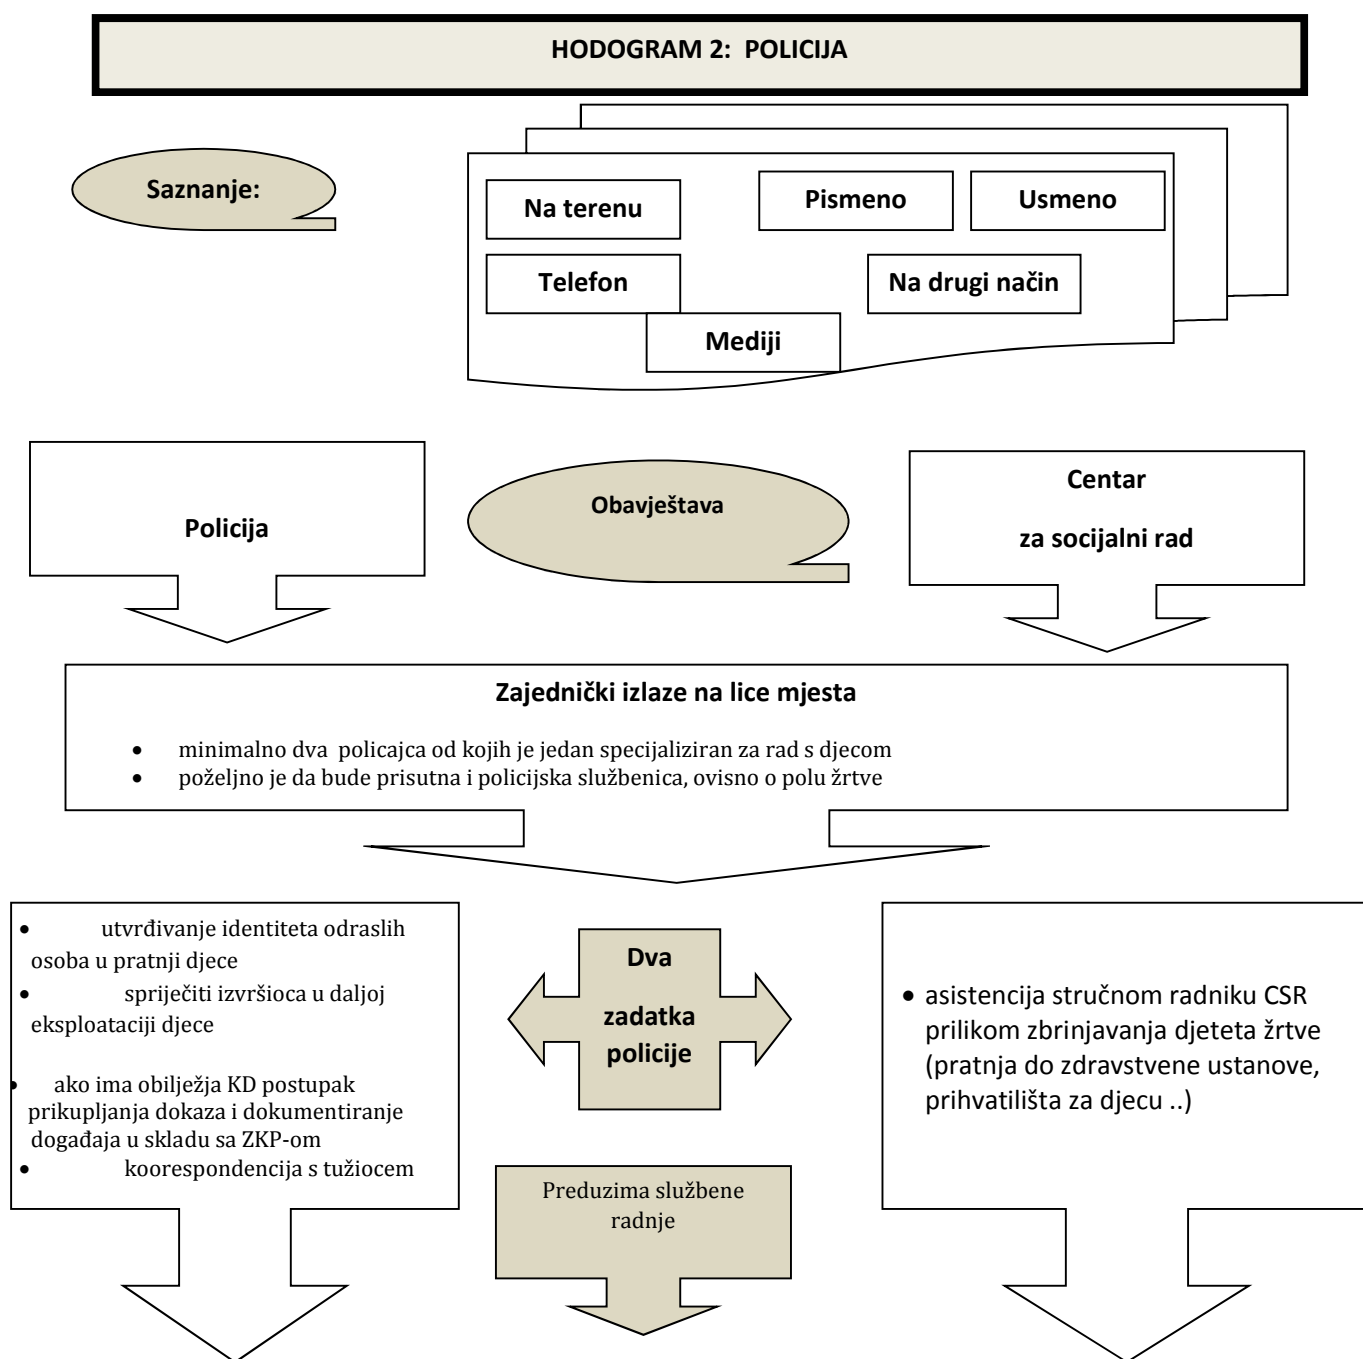 HODOGRAM 2: POLICIJA
Saznanje:
Na terenu
Pismeno
Usmeno
Telefon
Na drugi način
Mediji
Policija
Obavještava
Centar
za socijalni rad
Zajednički izlaze na lice mjesta
• minimalno dva policajca od kojih je jedan specijaliziran za rad s djecom
• poželjno je da bude prisutna i policijska službenica, ovisno o polu žrtve
• utvrđivanje identiteta odraslih
osoba u pratnji djece
• spriječiti izvršioca u daljoj
eksploataciji djece
• ako ima obilježja KD postupak
prikupljanja dokaza i dokumentiranje
događaja u skladu sa ZKP-om
• koorespondencija s tužiocem
Dva
zadatka
policije
• asistencija stručnom radniku CSR
prilikom zbrinjavanja djeteta žrtve
(pratnja do zdravstvene ustanove,
prihvatilišta za djecu ..)
Preduzima službene
radnje